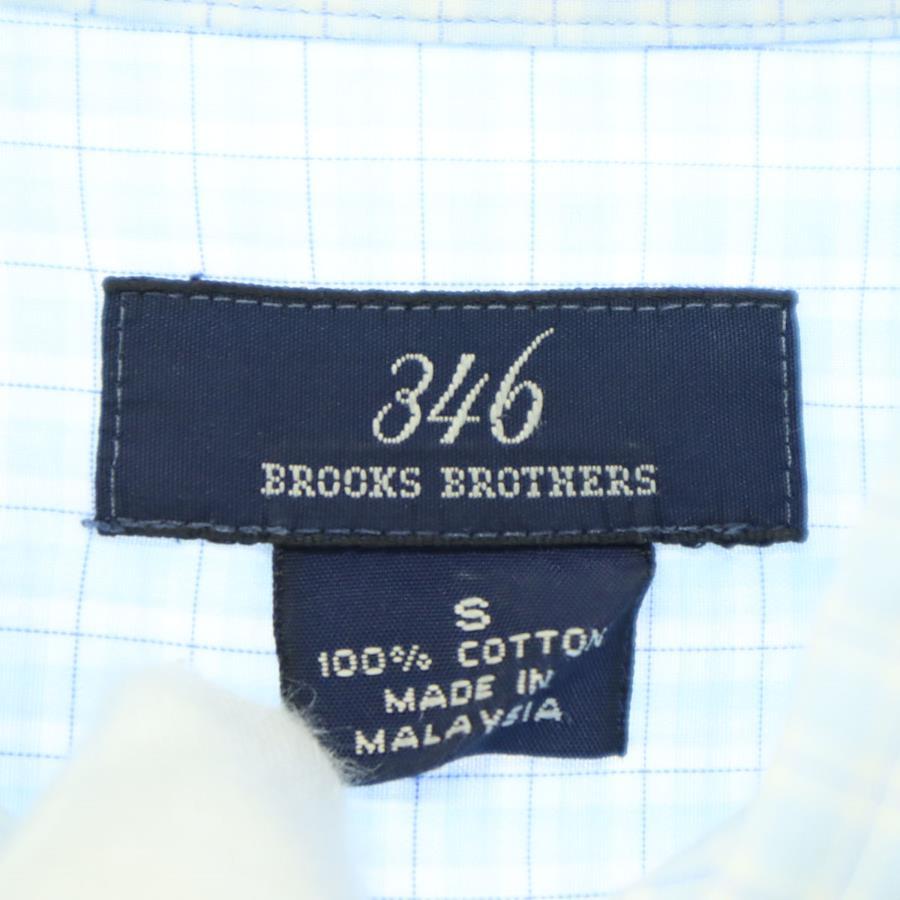 346
BROOKS BROTHERS
S
100% COTTON
MADE IN
MALAYSIA